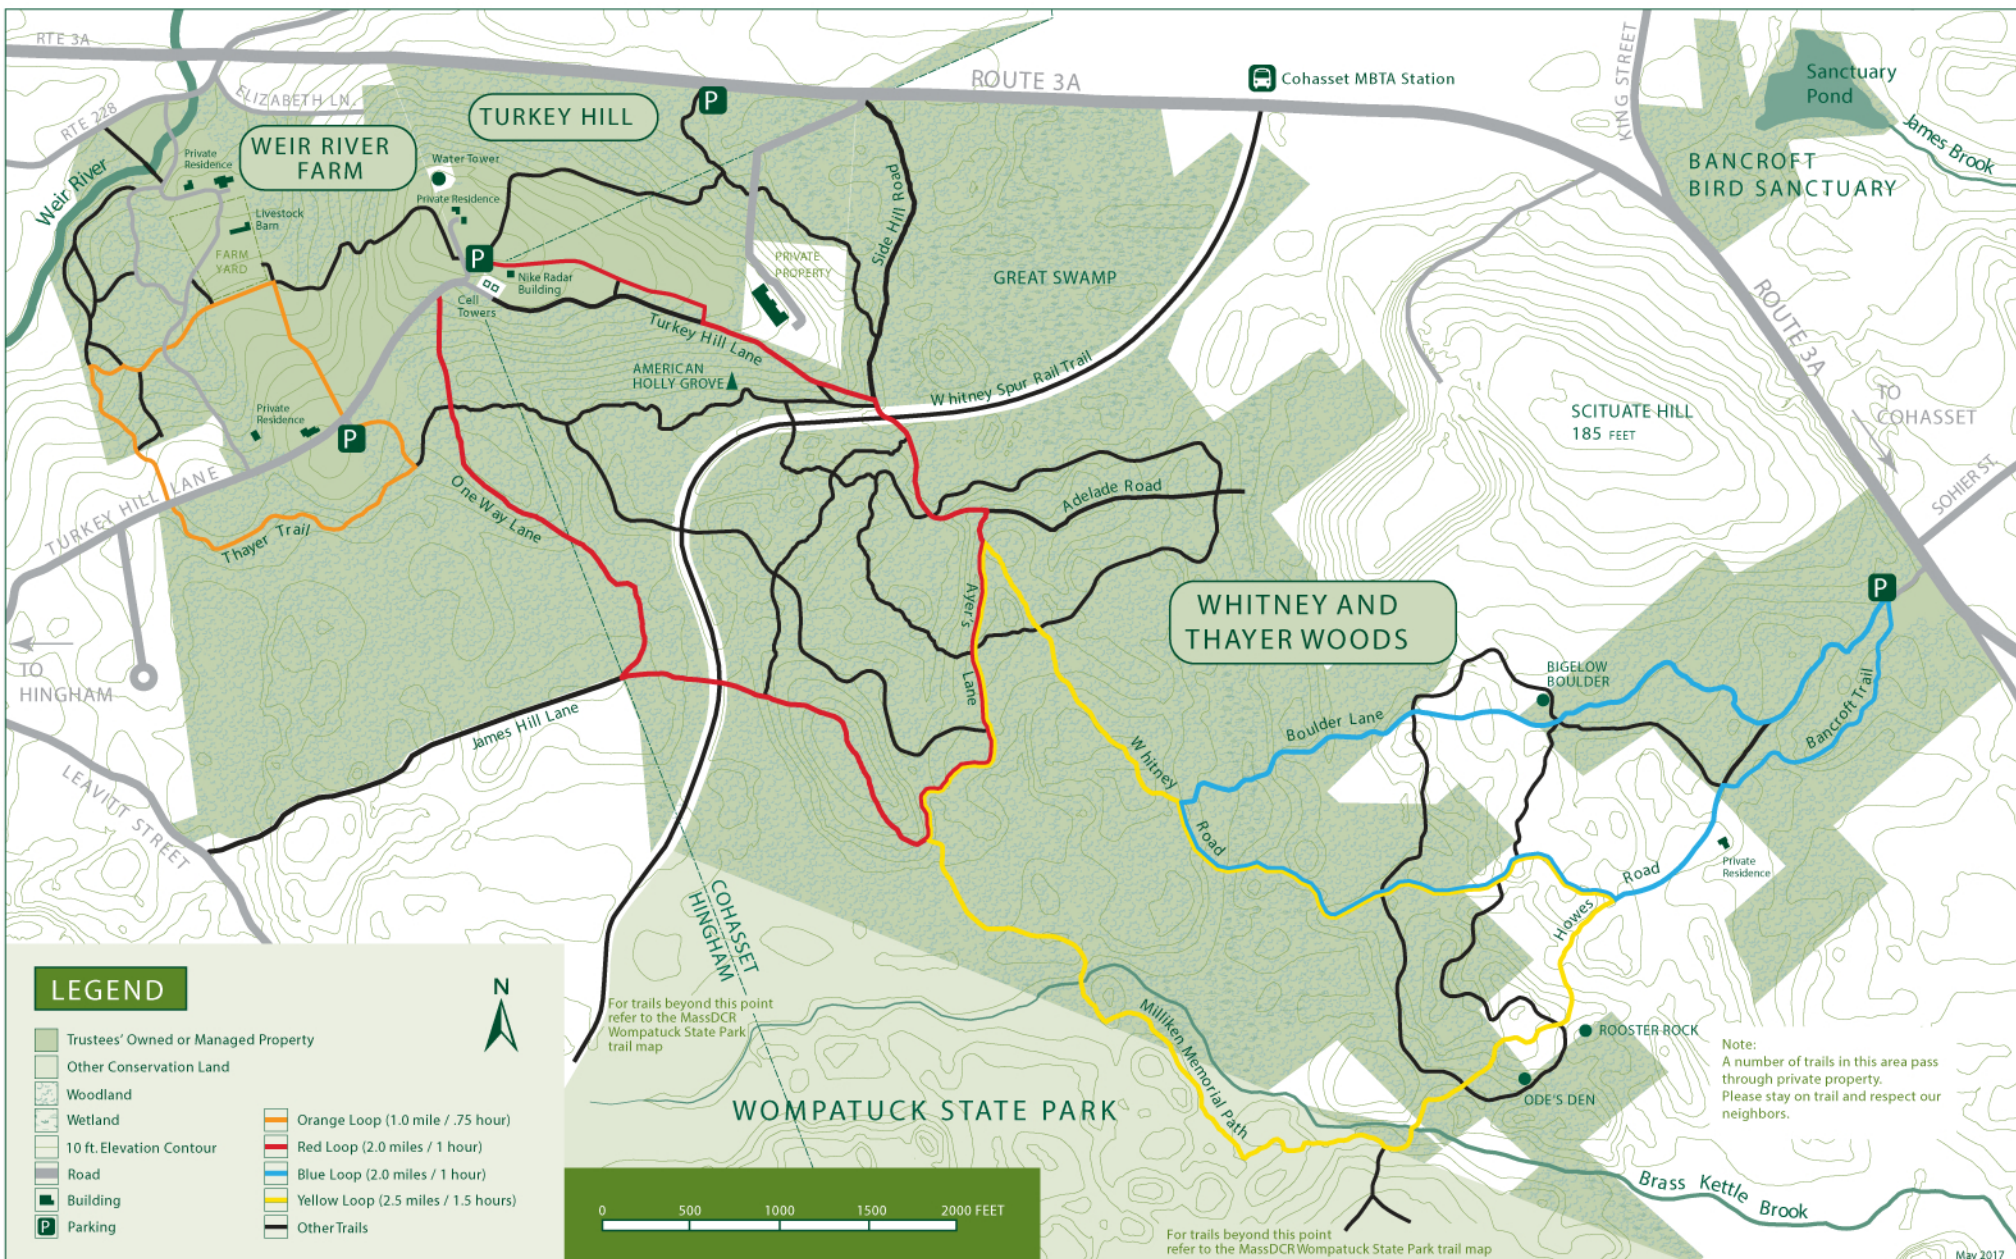 RTE 3A
ROUTE 3A
Cohasset MBTA Station
KING STREET
Sanctuary
Pond
James Brook
BANCROFT
BIRD SANCTUARY
RTE 228
ELIZABETH LN.
TURKEY HILL
WEIR RIVER
FARM
Weir River
Private
Residence
Water Tower
Private Residence
Livestock
Barn
FARM
YARD
Nike Radar
Building
Cell
Towers
P
P
P
PRIVATE
PROPERTY
Side Hill Road
GREAT SWAMP
Turkey Hill Lane
AMERICAN
HOLLY GROVE
Whitney Spur Rail Trail
ROUTE 3A
TO
COHASSET
SOHIER ST.
SCITUATE HILL
185 FEET
Private
Residence
TURKEY HILL LANE
Thayer Trail
One Way Lane
Adelade Road
Ayer's Lane
WHITNEY AND
THAYER WOODS
P
TO
HINGHAM
James Hill Lane
LEAVITT STREET
BIGELOW
BOULDER
Boulder Lane
Bancroft Trail
Whitney Road
Private
Residence
Howes Road
COHASSET
HINGHAM
For trails beyond this point
refer to the MassDCR
Wompatuck State Park
trail map
Milliken Memorial Path
ROOSTER ROCK
ODE'S DEN
Note:
A number of trails in this area pass
through private property.
Please stay on trail and respect our
neighbors.
WOMPATUCK STATE PARK
Brass Kettle Brook
For trails beyond this point
refer to the MassDCR Wompatuck State Park trail map
May 2017
LEGEND
N
Trustees' Owned or Managed Property
Other Conservation Land
Woodland
Wetland
10 ft. Elevation Contour
Road
Building
P Parking
Orange Loop (1.0 mile / .75 hour)
Red Loop (2.0 miles / 1 hour)
Blue Loop (2.0 miles / 1 hour)
Yellow Loop (2.5 miles / 1.5 hours)
Other Trails
0 500 1000 1500 2000 FEET